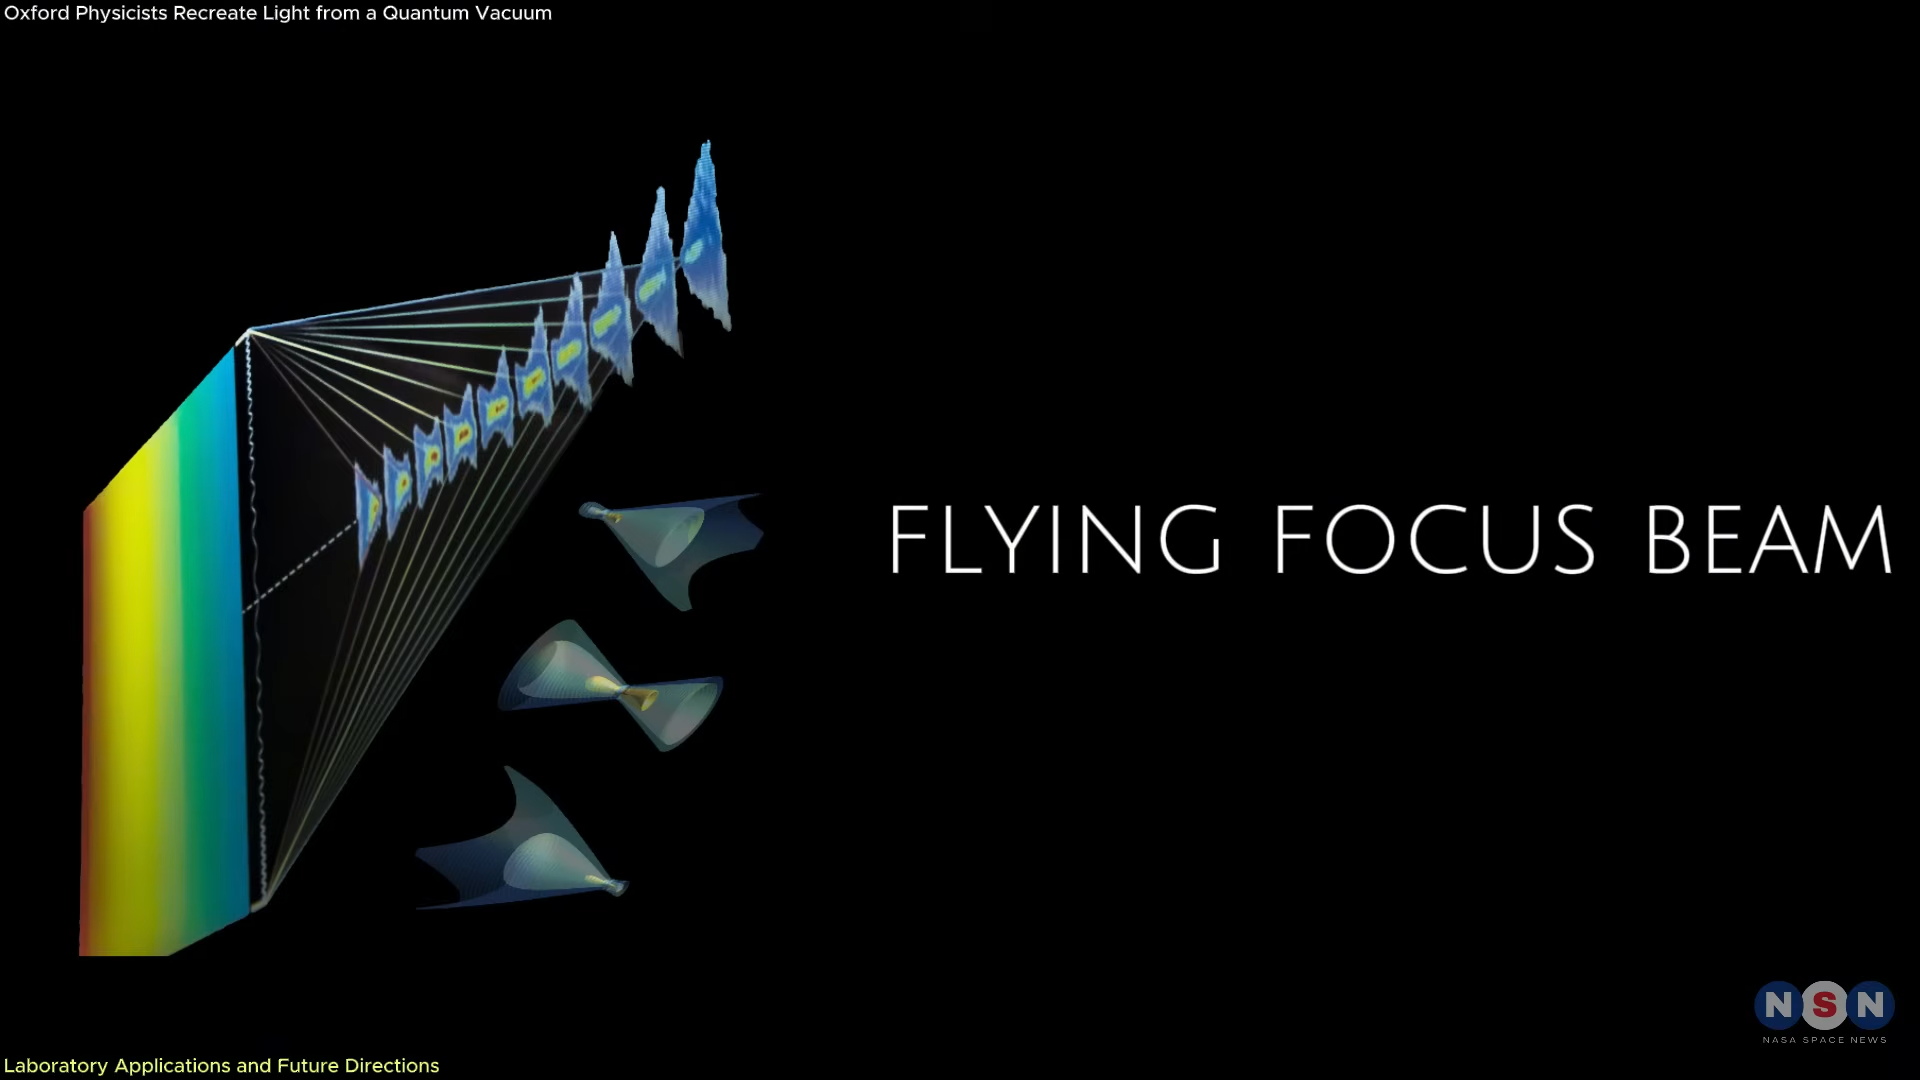 Oxford Physicists Recreate Light from a Quantum Vacuum
FLYING FOCUS BEAM
NSN
NASA SPACE NEWS
Laboratory Applications and Future Directions